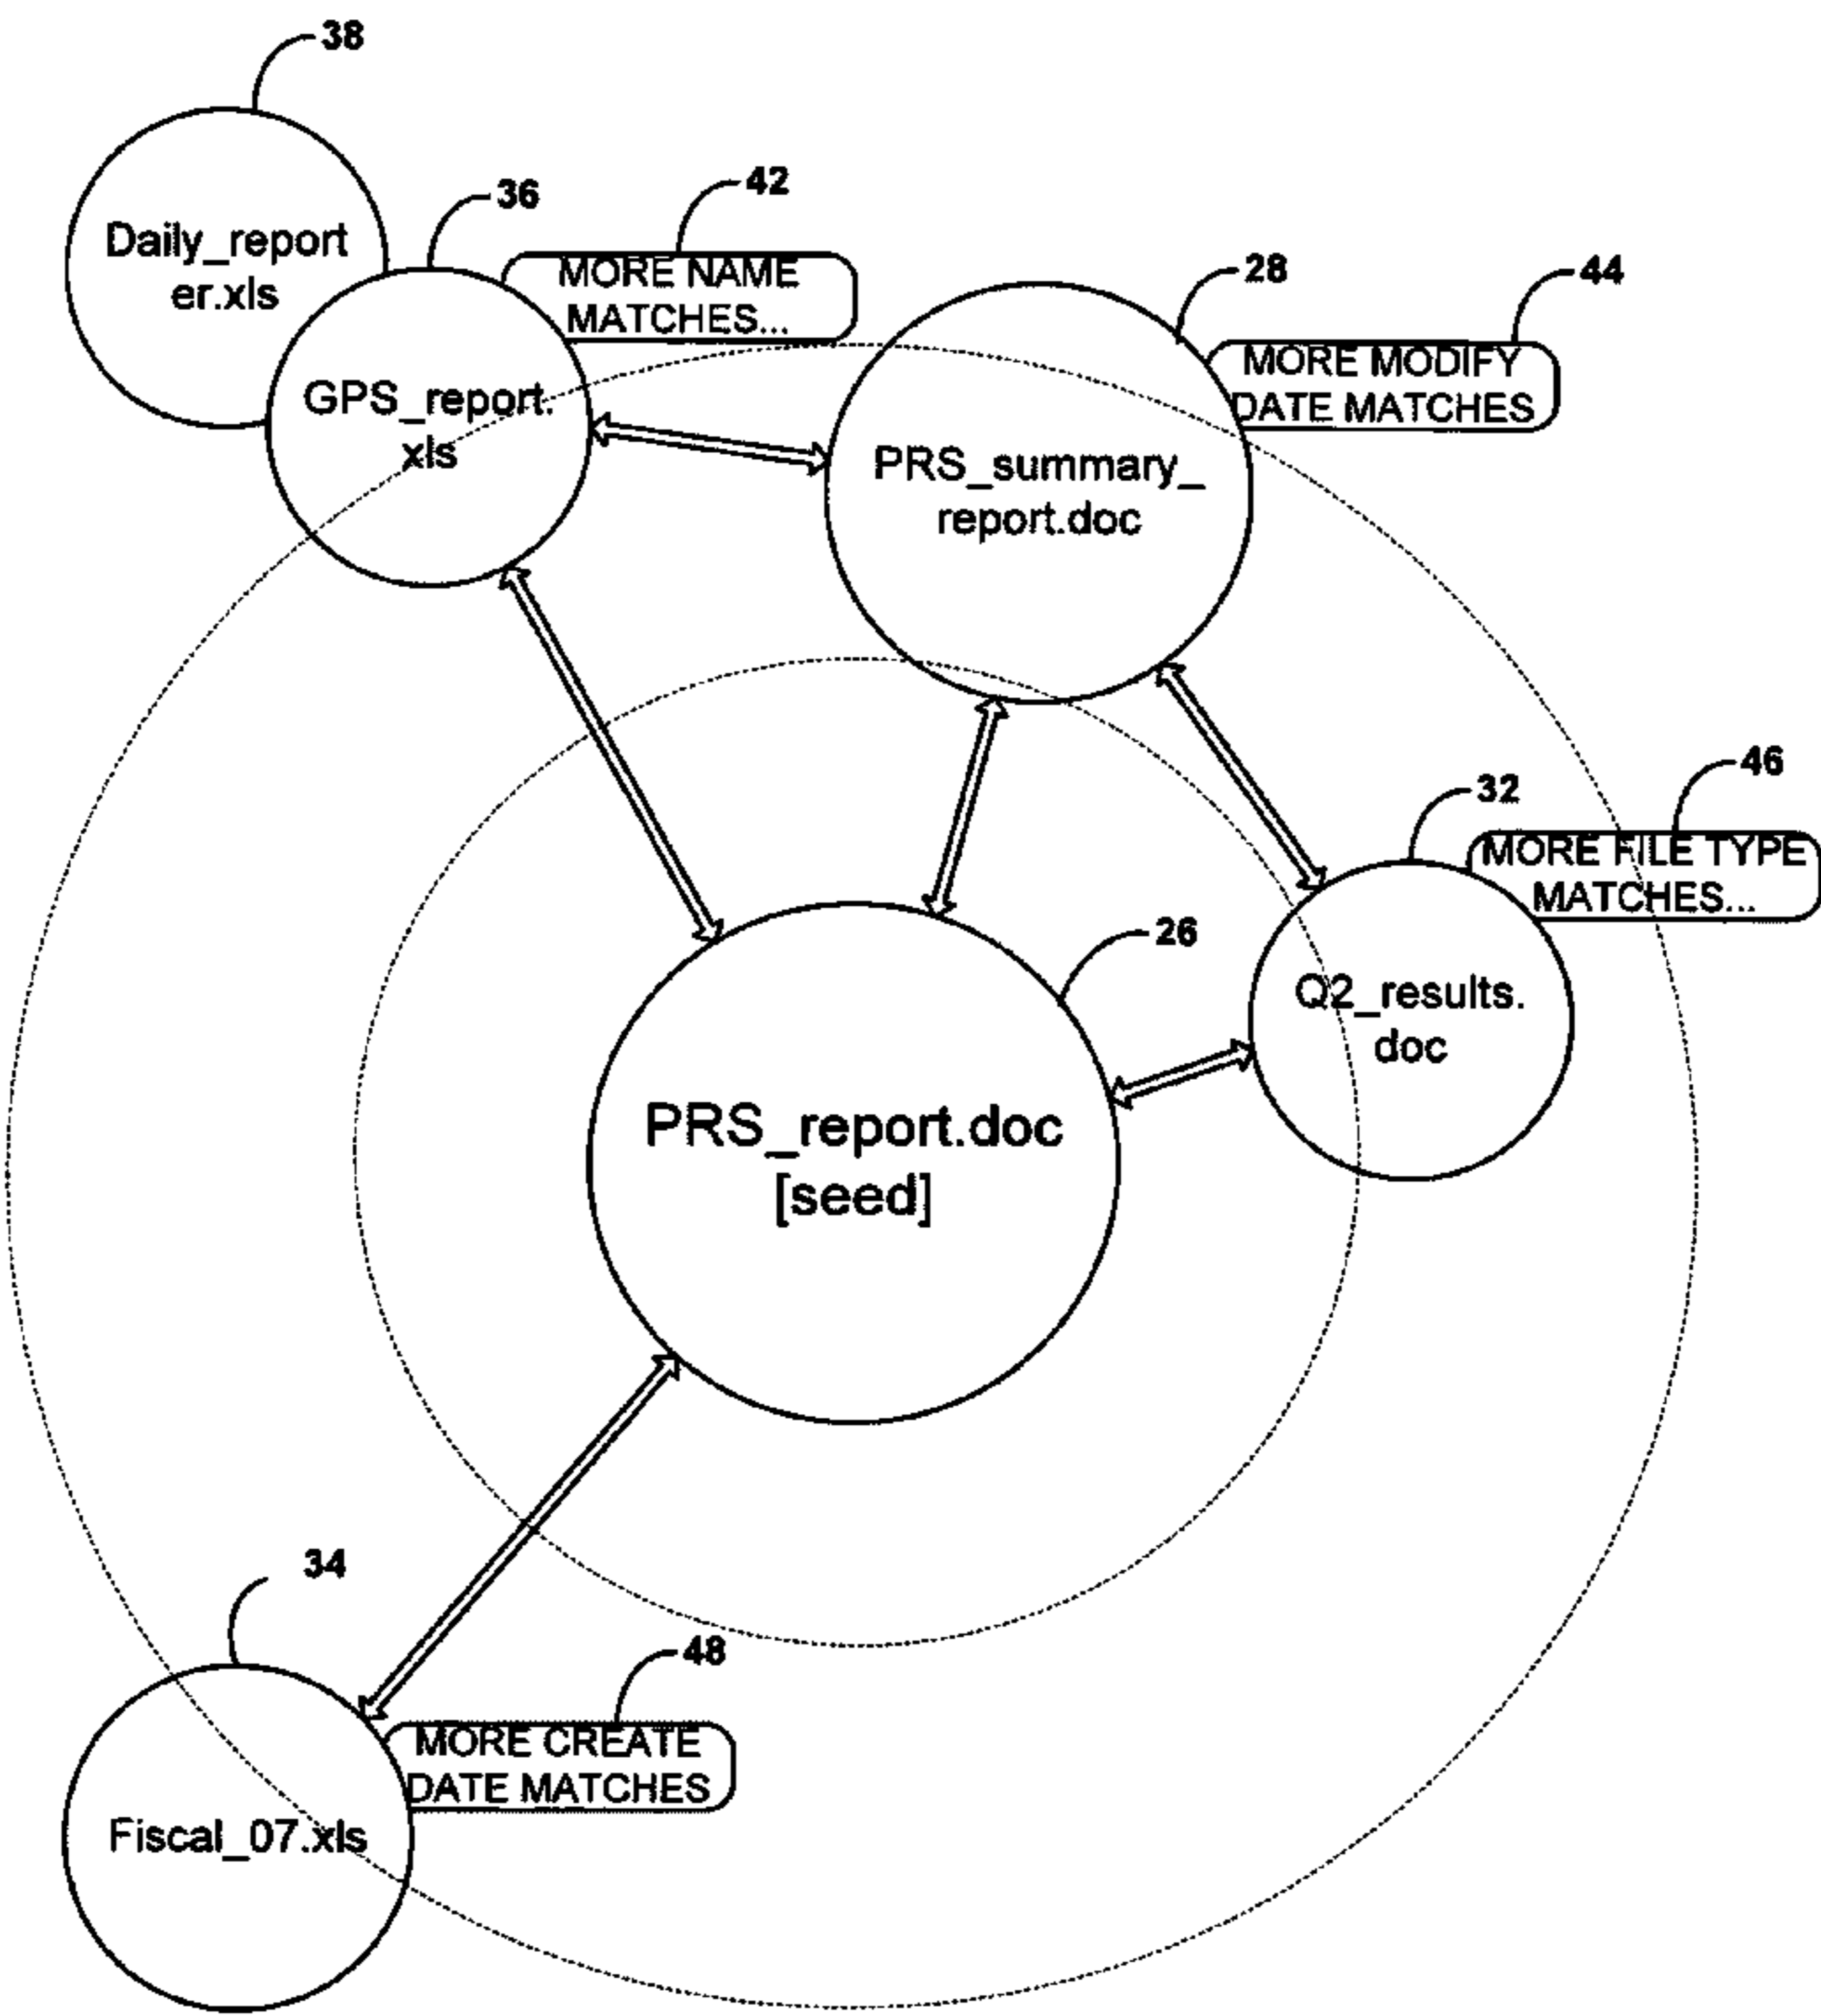 38
Daily_report
er.xls
36
42
MORE NAME
MATCHES...
GPS_report.
xls
28
44
MORE MODIFY
DATE MATCHES
PRS_summary_
report.doc
46
32
MORE FILE TYPE
MATCHES...
Q2_results.
doc
26
PRS_report.doc
[seed]
34
48
MORE CREATE
DATE MATCHES
Fiscal_07.xls